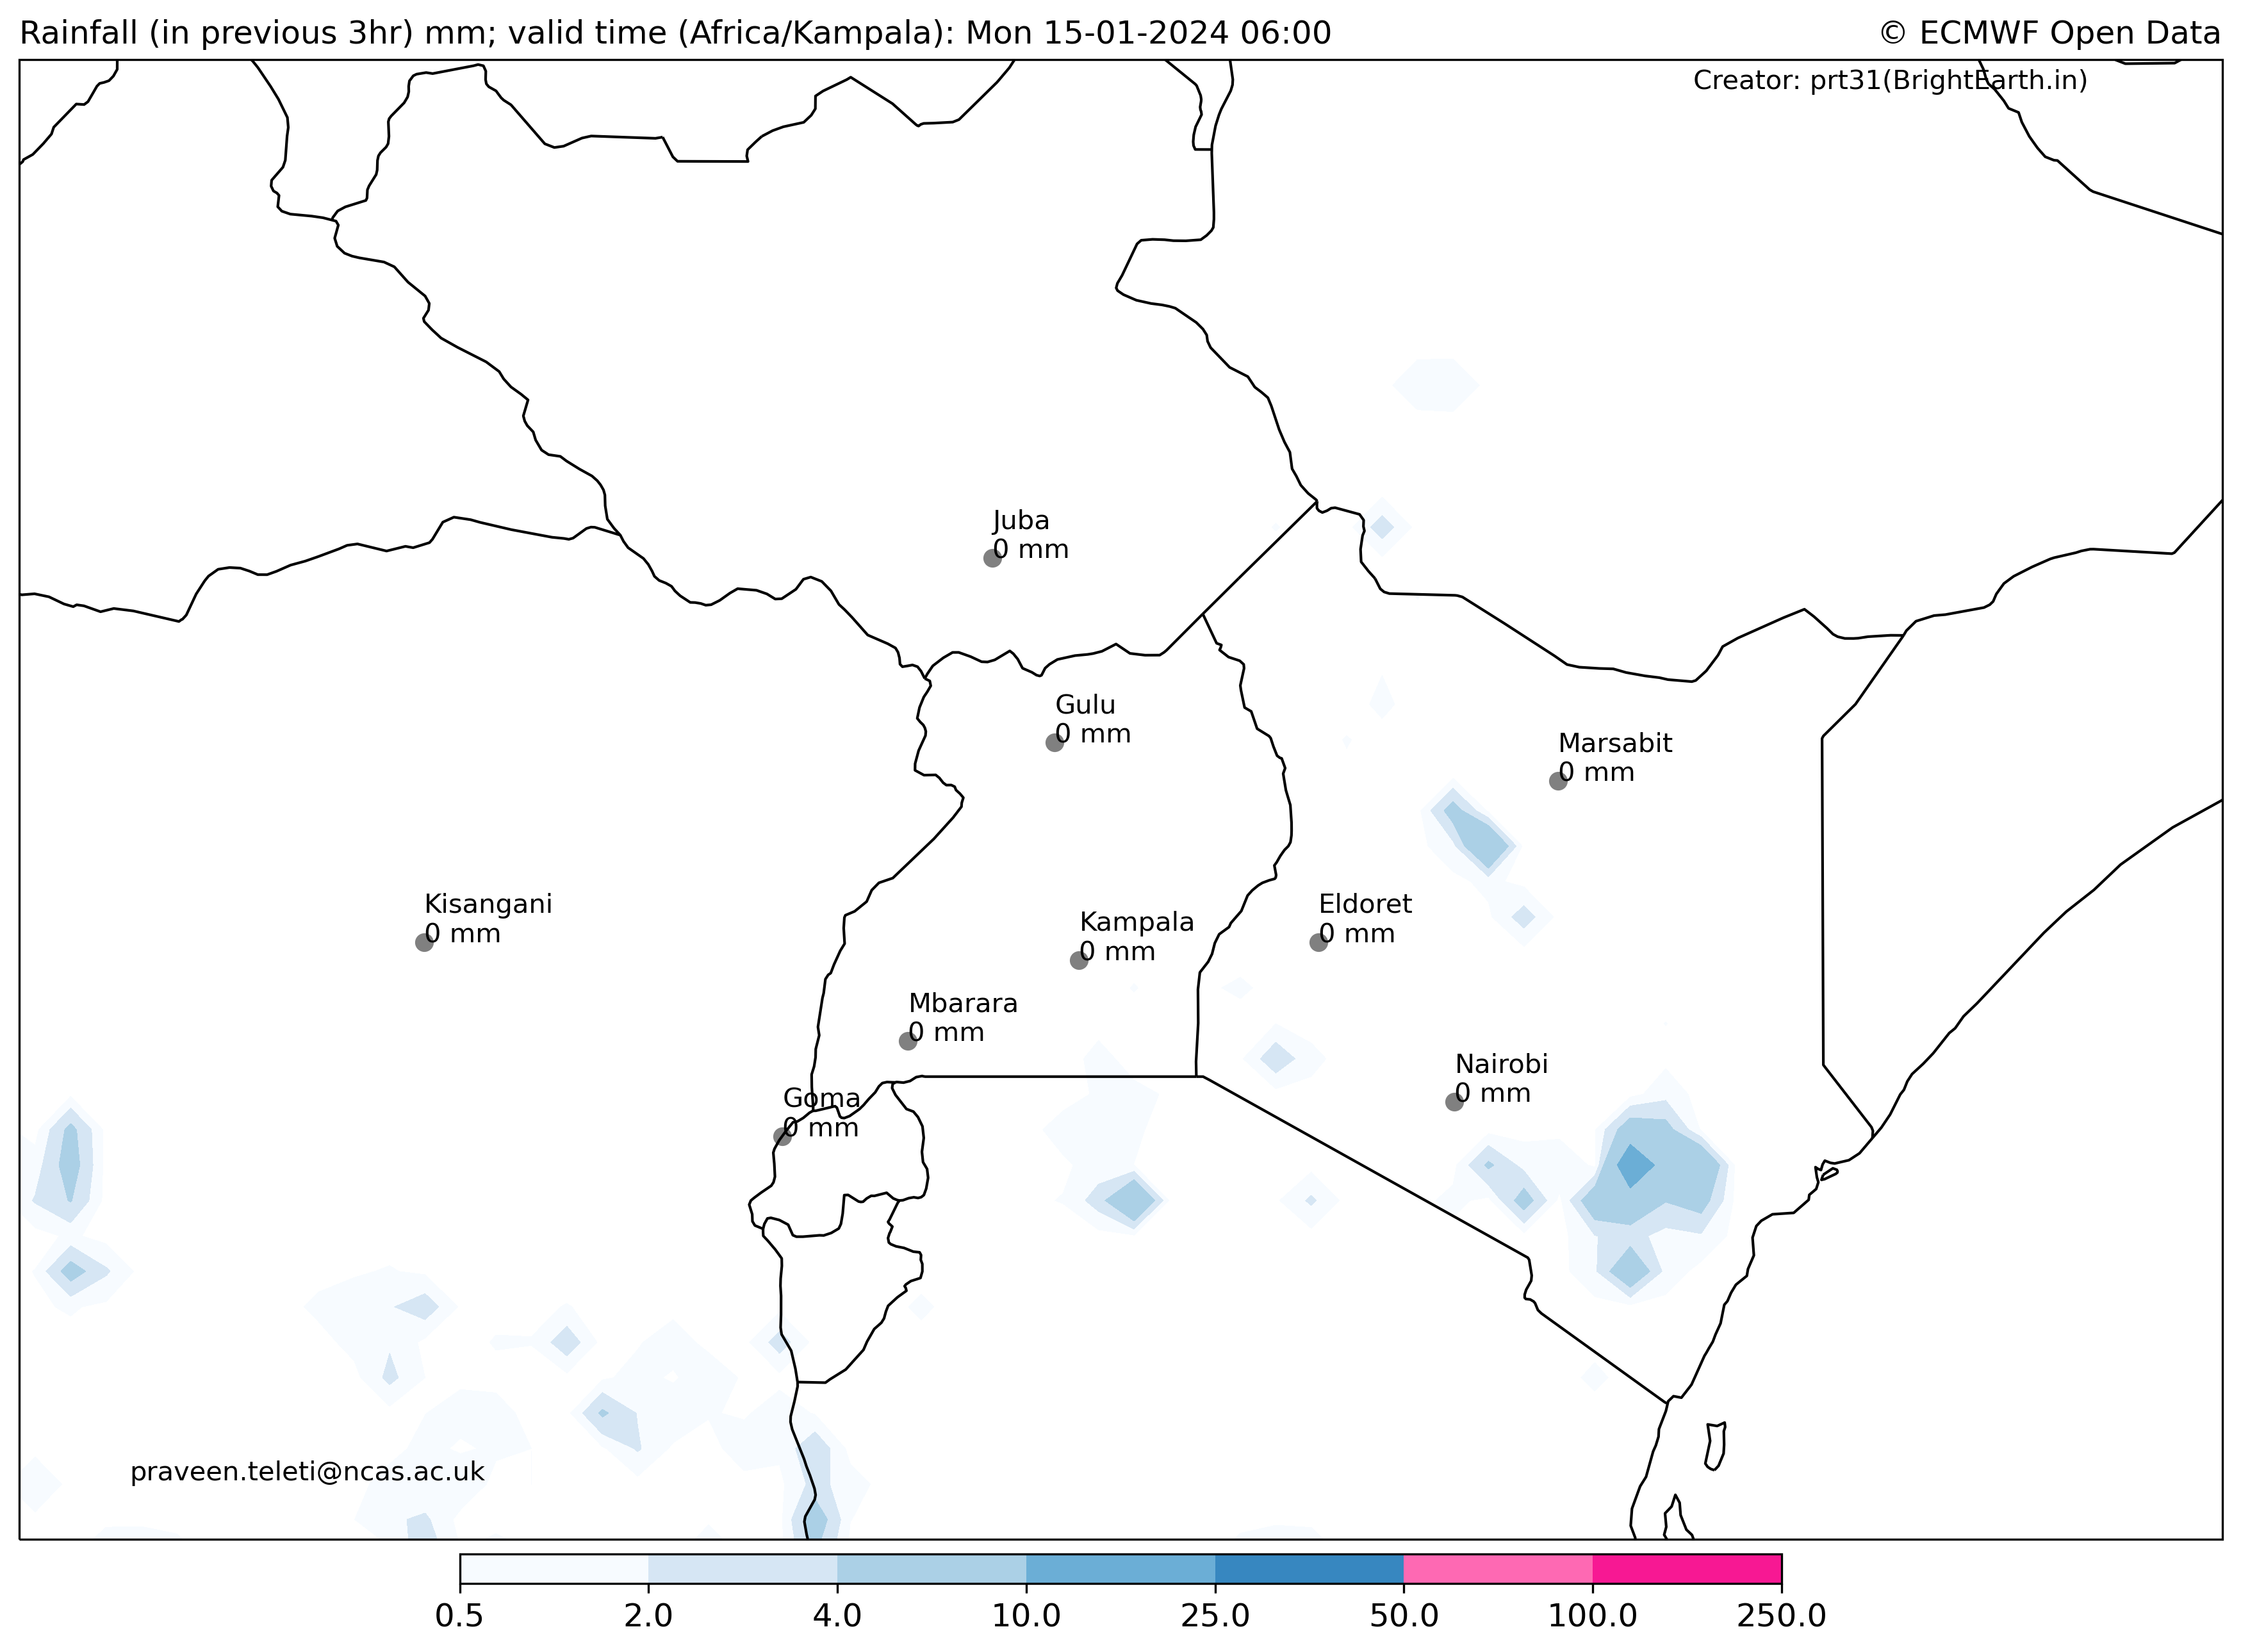 Rainfall (in previous 3hr) mm; valid time (Africa/Kampala): Mon 15-01-2024 06:00
© ECMWF Open Data
Creator: prt31(BrightEarth.in)
Juba
0 mm
Gulu
0 mm
Marsabit
0 mm
Kisangani
0 mm
Kampala
0 mm
Eldoret
0 mm
Mbarara
0 mm
Nairobi
0 mm
Goma
0 mm
praveen.teleti@ncas.ac.uk
0.5 2.0 4.0 10.0 25.0 50.0 100.0 250.0